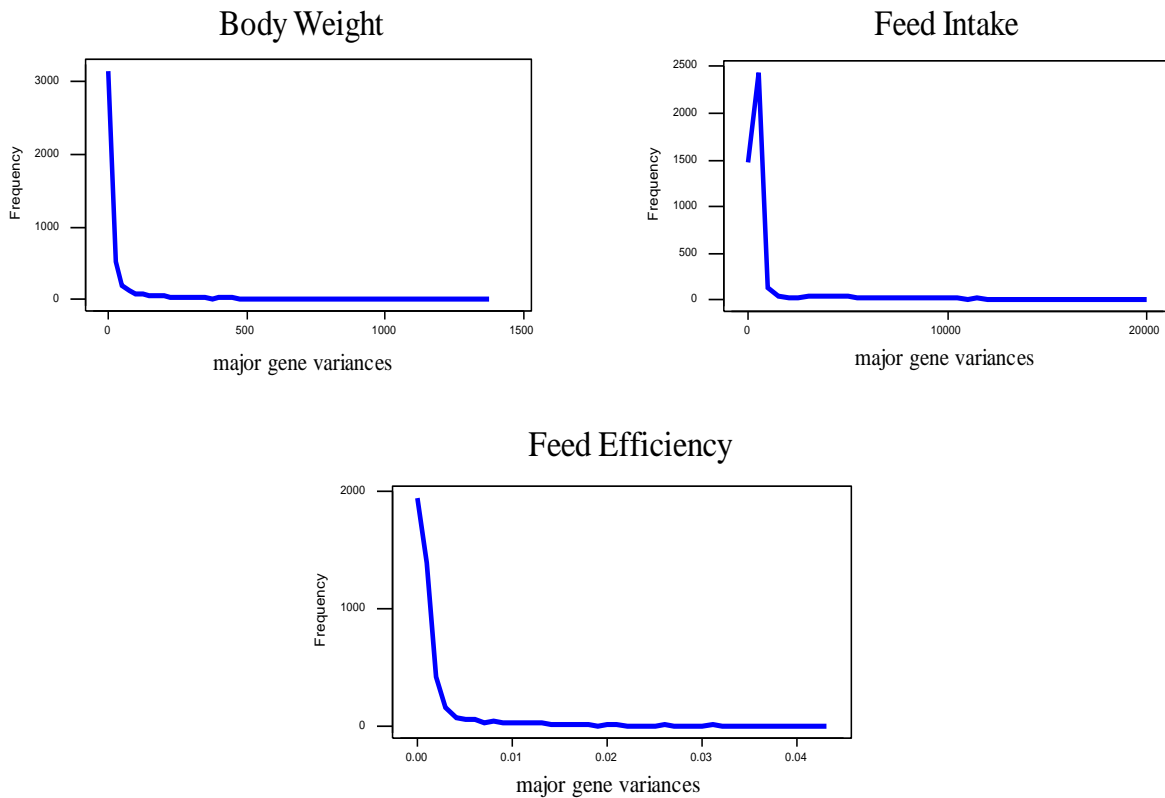 Body Weight
3000
2000
1000
0
Frequency
0 500 1000 1500
major gene variances
Feed Intake
2500
2000
1500
1000
500
0
Frequency
0 10000 20000
major gene variances
Feed Efficiency
2000
1000
0
Frequency
0.00 0.01 0.02 0.03 0.04
major gene variances